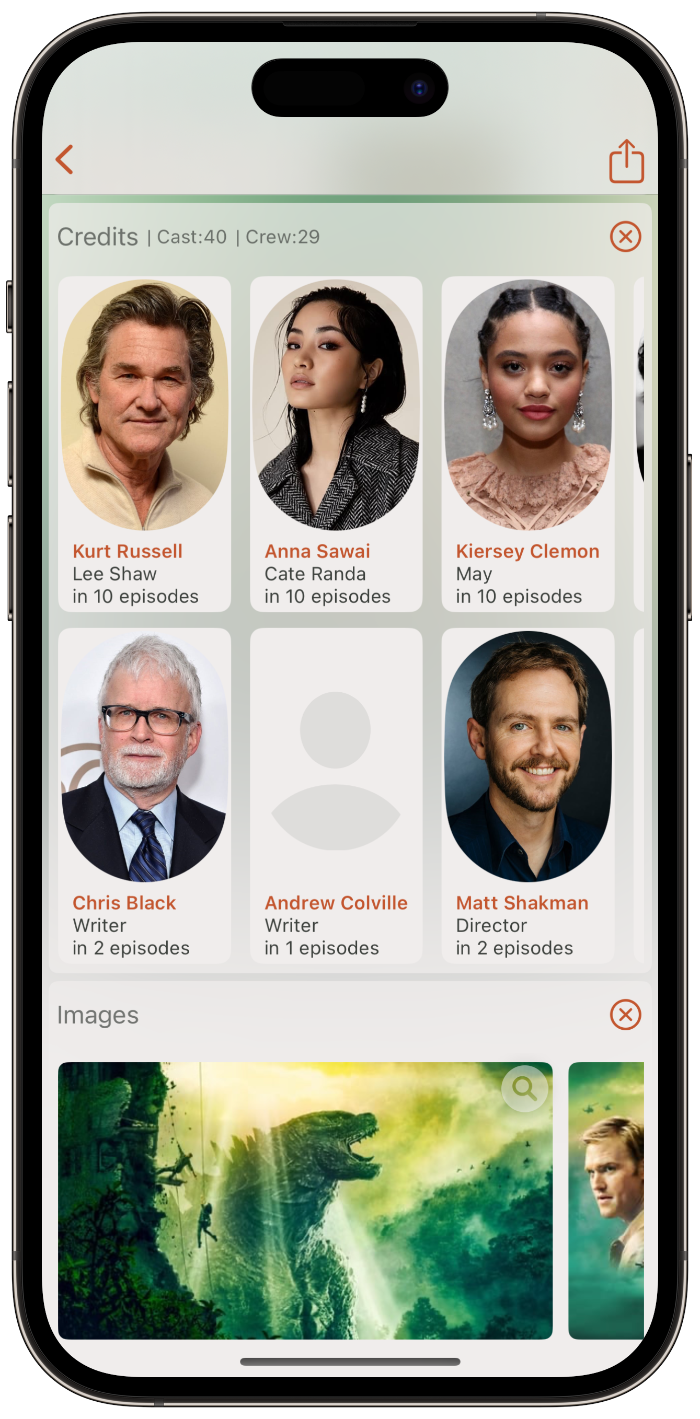 Credits | Cast:40 | Crew:29
Kurt Russell
Lee Shaw
in 10 episodes
Anna Sawai
Cate Randa
in 10 episodes
Kiersey Clemon
May
in 10 episodes
Chris Black
Writer
in 2 episodes
Andrew Colville
Writer
in 1 episodes
Matt Shakman
Director
in 2 episodes
Images